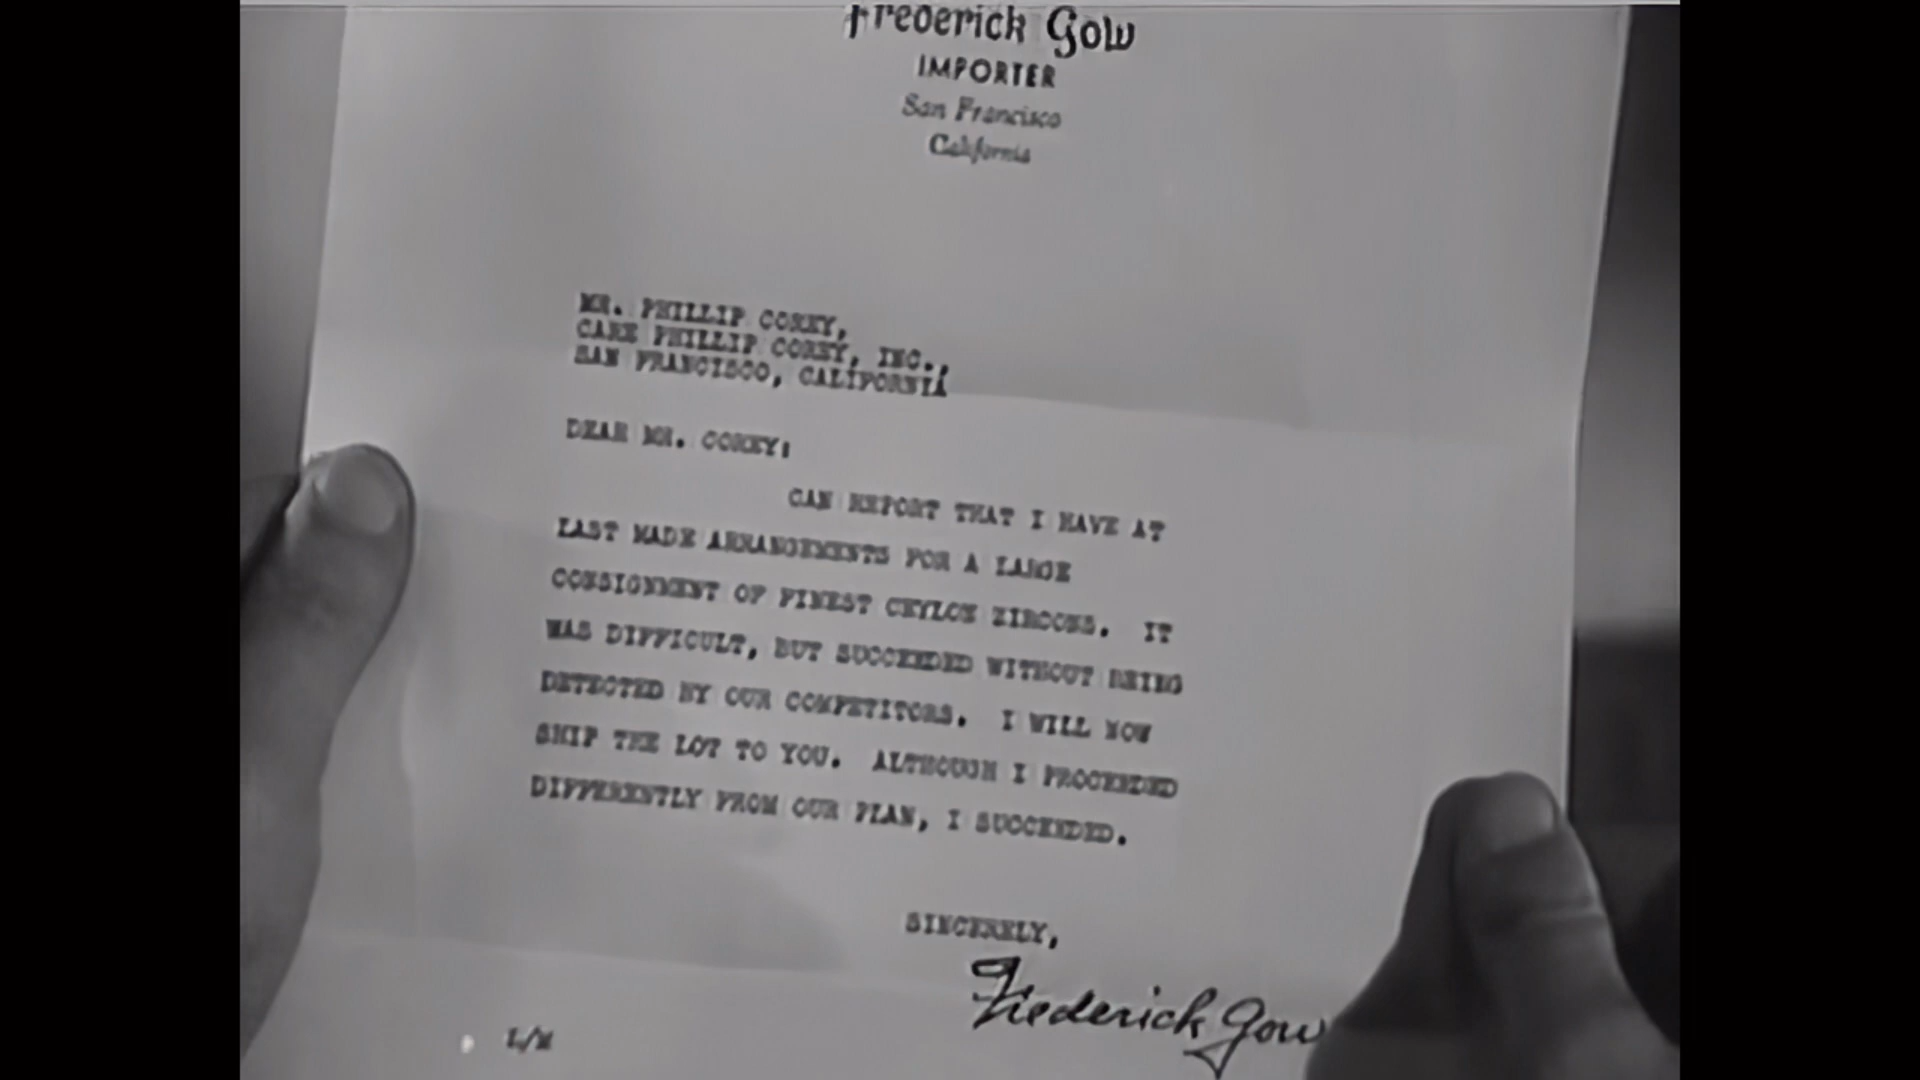 Frederick Gow
IMPORTER
San Francisco
California
MR. PHILLIP COREY,
CARE PHILLIP COREY, INC.,
SAN FRANCISCO, CALIFORNIA
DEAR MR. COREY:
CAN REPORT THAT I HAVE AT
LAST MADE ARRANGEMENTS FOR A LARGE
CONSIGNMENT OF FINEST CEYLON ZIRCONS. IT
WAS DIFFICULT, BUT SUCCEEDED WITHOUT BEING
DETECTED BY OUR COMPETITORS. I WILL NOW
SHIP THE LOT TO YOU. ALTHOUGH I PROCEEDED
DIFFERENTLY FROM OUR PLAN, I SUCCEEDED.
SINCERELY,
Frederick Gow
L/M